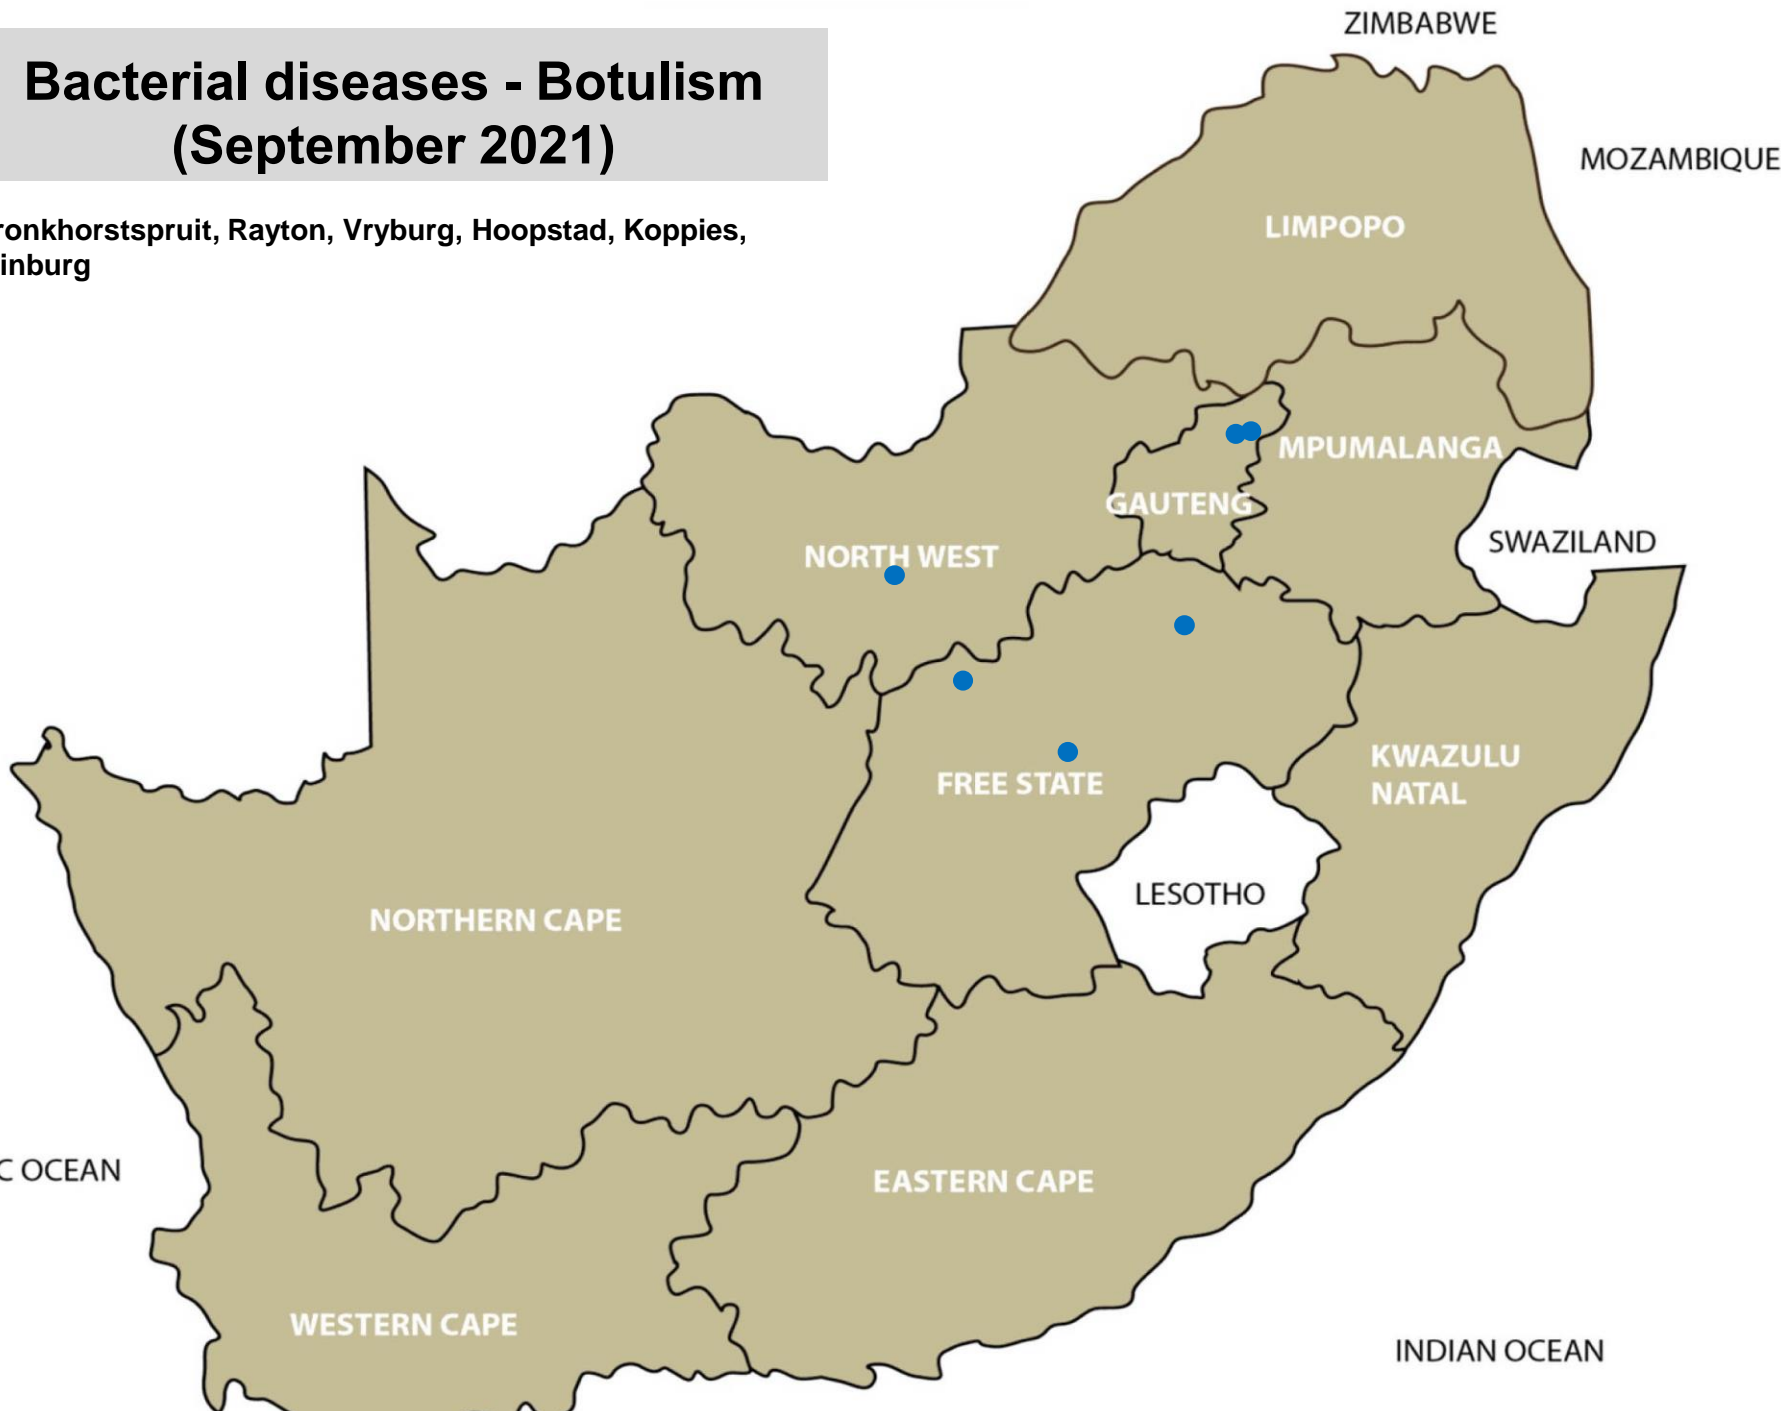 ZIMBABWE
Bacterial diseases - Botulism
(September 2021)
MOZAMBIQUE
ronkhorstspruit, Rayton, Vryburg, Hoopstad, Koppies,
inburg
LIMPOPO
MPUMALANGA
GAUTENG
SWAZILAND
NORTH WEST
KWAZULU
NATAL
FREE STATE
LESOTHO
NORTHERN CAPE
C OCEAN
EASTERN CAPE
WESTERN CAPE
INDIAN OCEAN